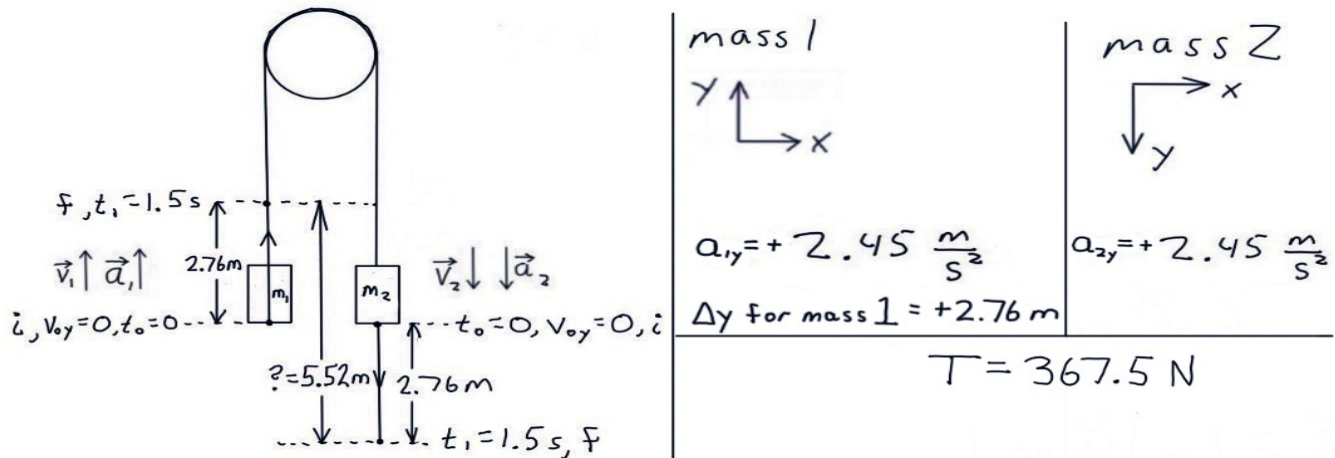 f, t₁=1.5s
2.76m
v⃗₁↑ a⃗₁↑
m₁
i, v₀y=0, t₀=0
m₂
v⃗₂↓ ↓a⃗₂
t₀=0, v₀y=0, i
?=5.52m
2.76m
t₁=1.5s, f
mass 1
y
x
a₁y=+2.45 m/s²
Δy for mass 1 = +2.76 m
mass 2
x
y
a₂y=+2.45 m/s²
T=367.5 N